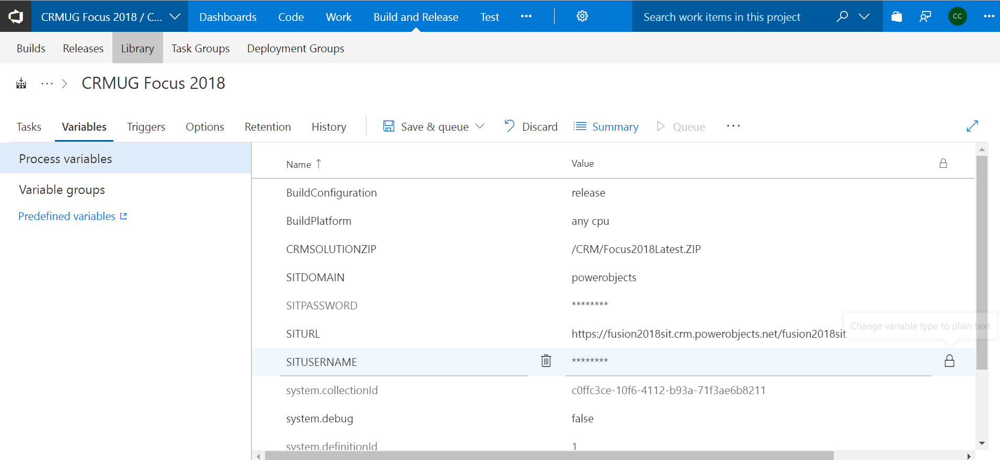 CRMUG Focus 2018 / C...
Dashboards
Code
Work
Build and Release
Test
Search work items in this project
CC
Builds
Releases
Library
Task Groups
Deployment Groups
CRMUG Focus 2018
Tasks
Variables
Triggers
Options
Retention
History
Save & queue
Discard
Summary
Queue
Process variables
Variable groups
Predefined variables
Name ↑ Value
BuildConfiguration release
BuildPlatform any cpu
CRMSOLUTIONZIP /CRM/Focus2018Latest.ZIP
SITDOMAIN powerobjects
SITPASSWORD ********
SITURL https://fusion2018sit.crm.powerobjects.net/fusion2018sit
Change variable type to plain text
SITUSERNAME ********
system.collectionId c0ffc3ce-10f6-4112-b93a-71f3ae6b8211
system.debug false
system.definitionId 1